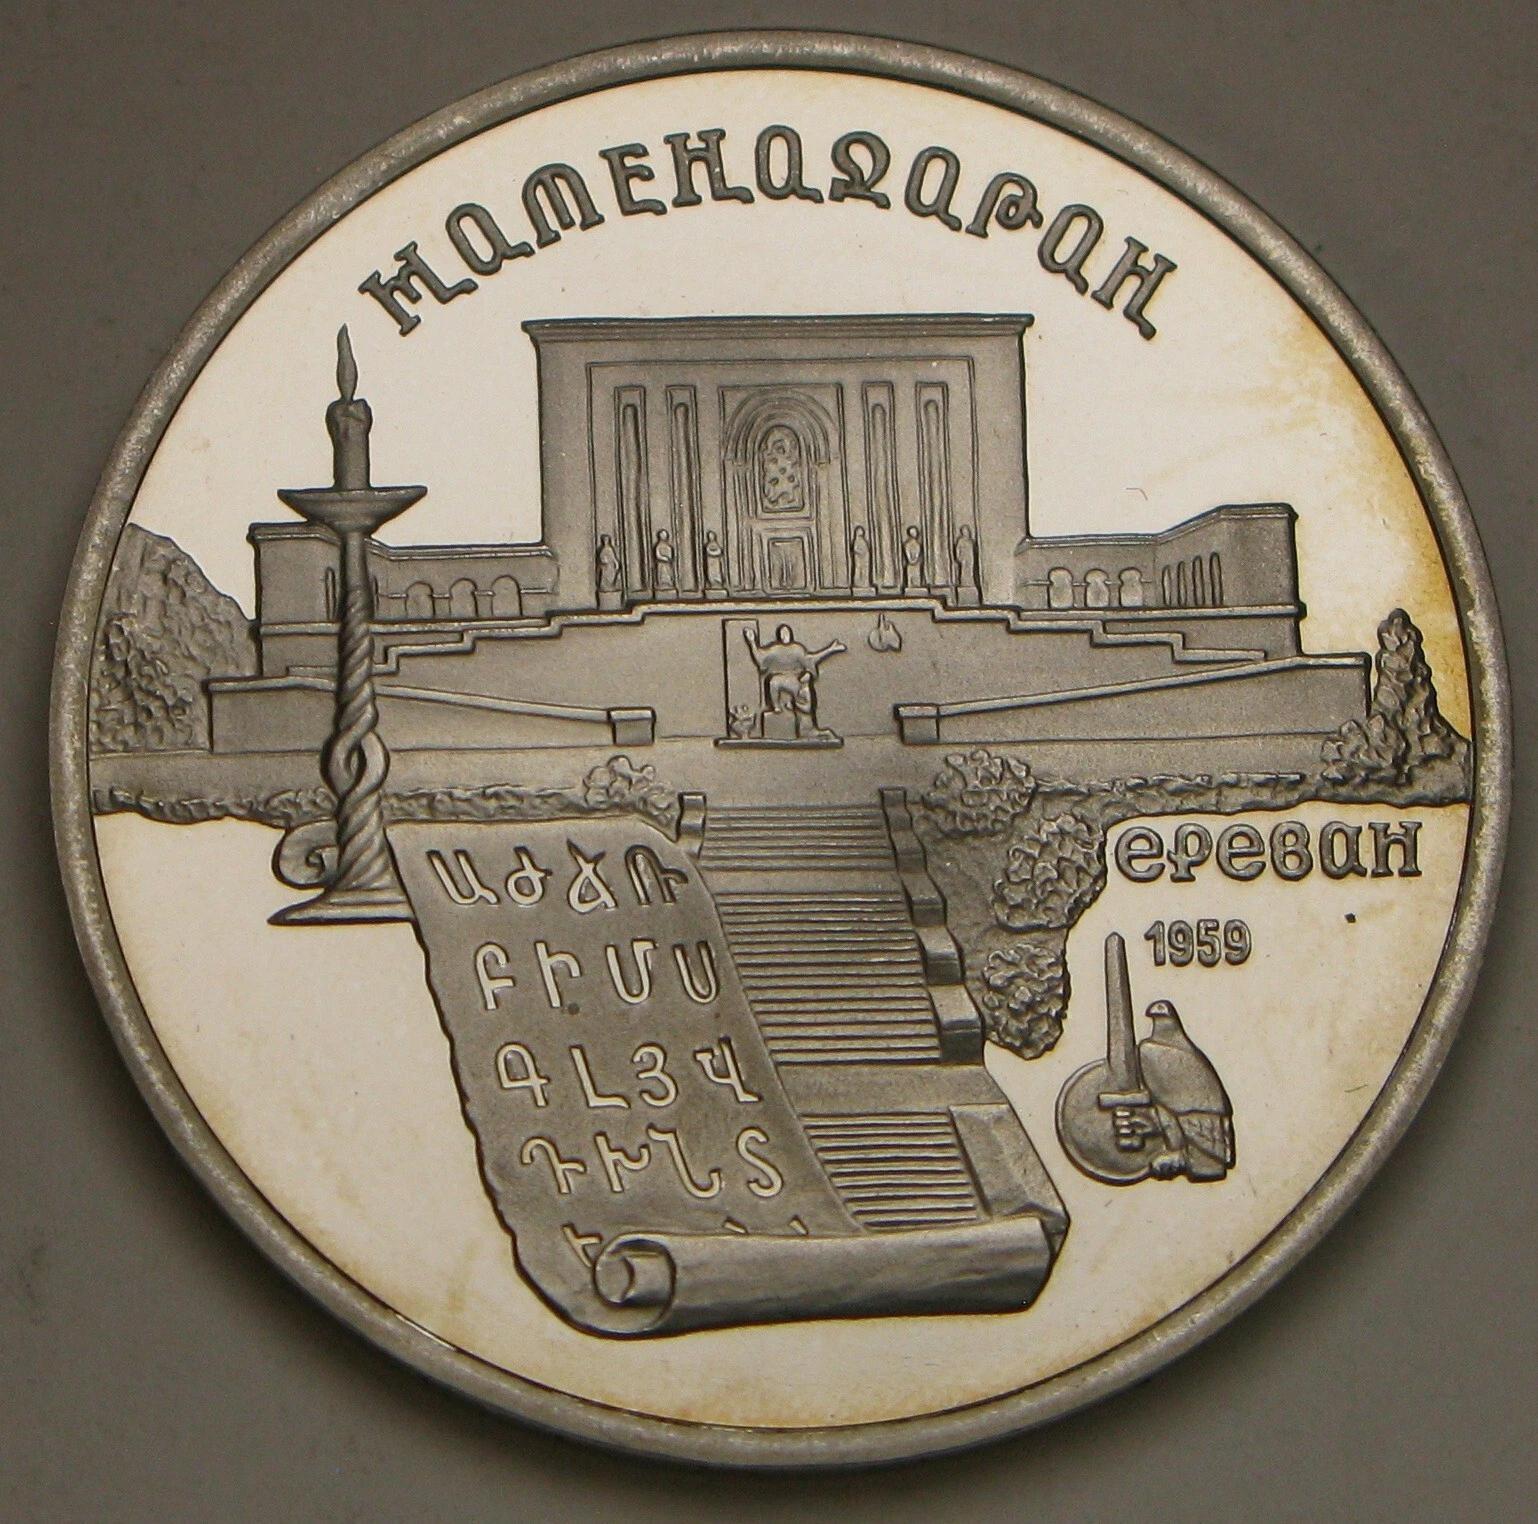 МАТЕНАДАРАН
ЕРЕВАН
1959
Ա Ժ Ճ Ռ
Բ Ի Մ Ս
Գ Լ Յ Վ
Դ Խ Ն Տ